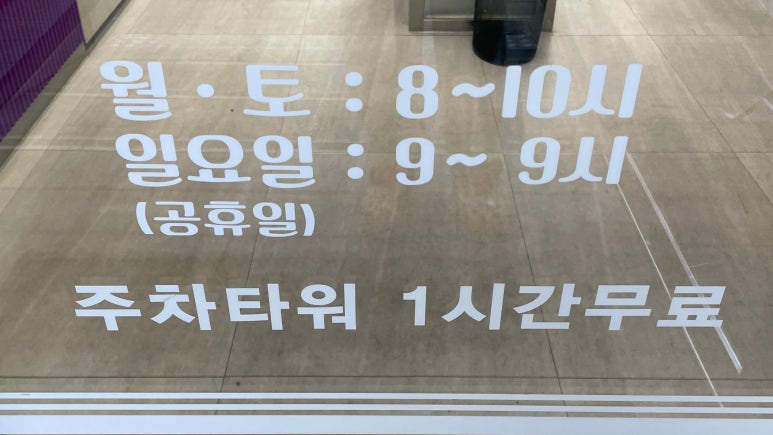 월·토 : 8~10시
일요일 : 9~ 9시
(공휴일)
주차타워 1시간무료